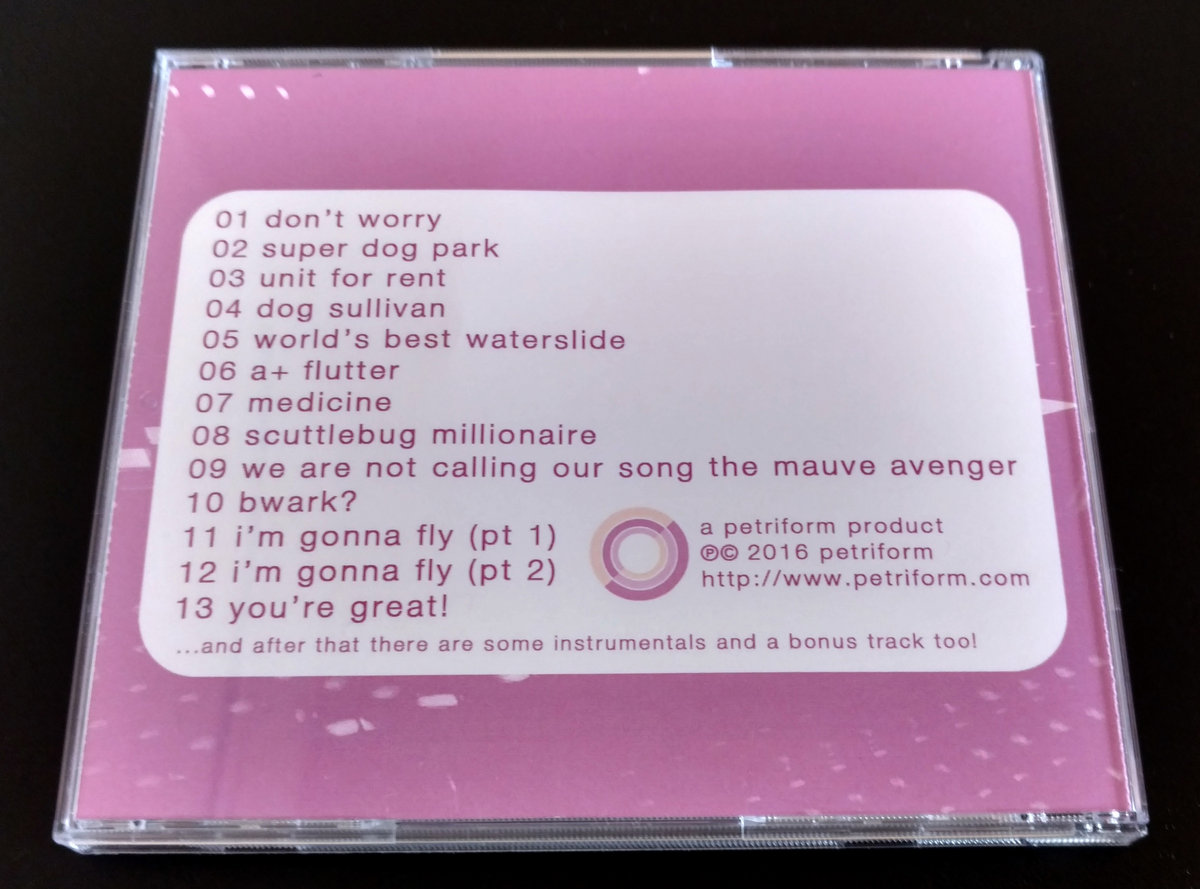 01 don't worry
02 super dog park
03 unit for rent
04 dog sullivan
05 world's best waterslide
06 a+ flutter
07 medicine
08 scuttlebug millionaire
09 we are not calling our song the mauve avenger
10 bwark?
11 i'm gonna fly (pt 1)
12 i'm gonna fly (pt 2)
13 you're great!
...and after that there are some instrumentals and a bonus track too!
a petriform product
℗© 2016 petriform
http://www.petriform.com